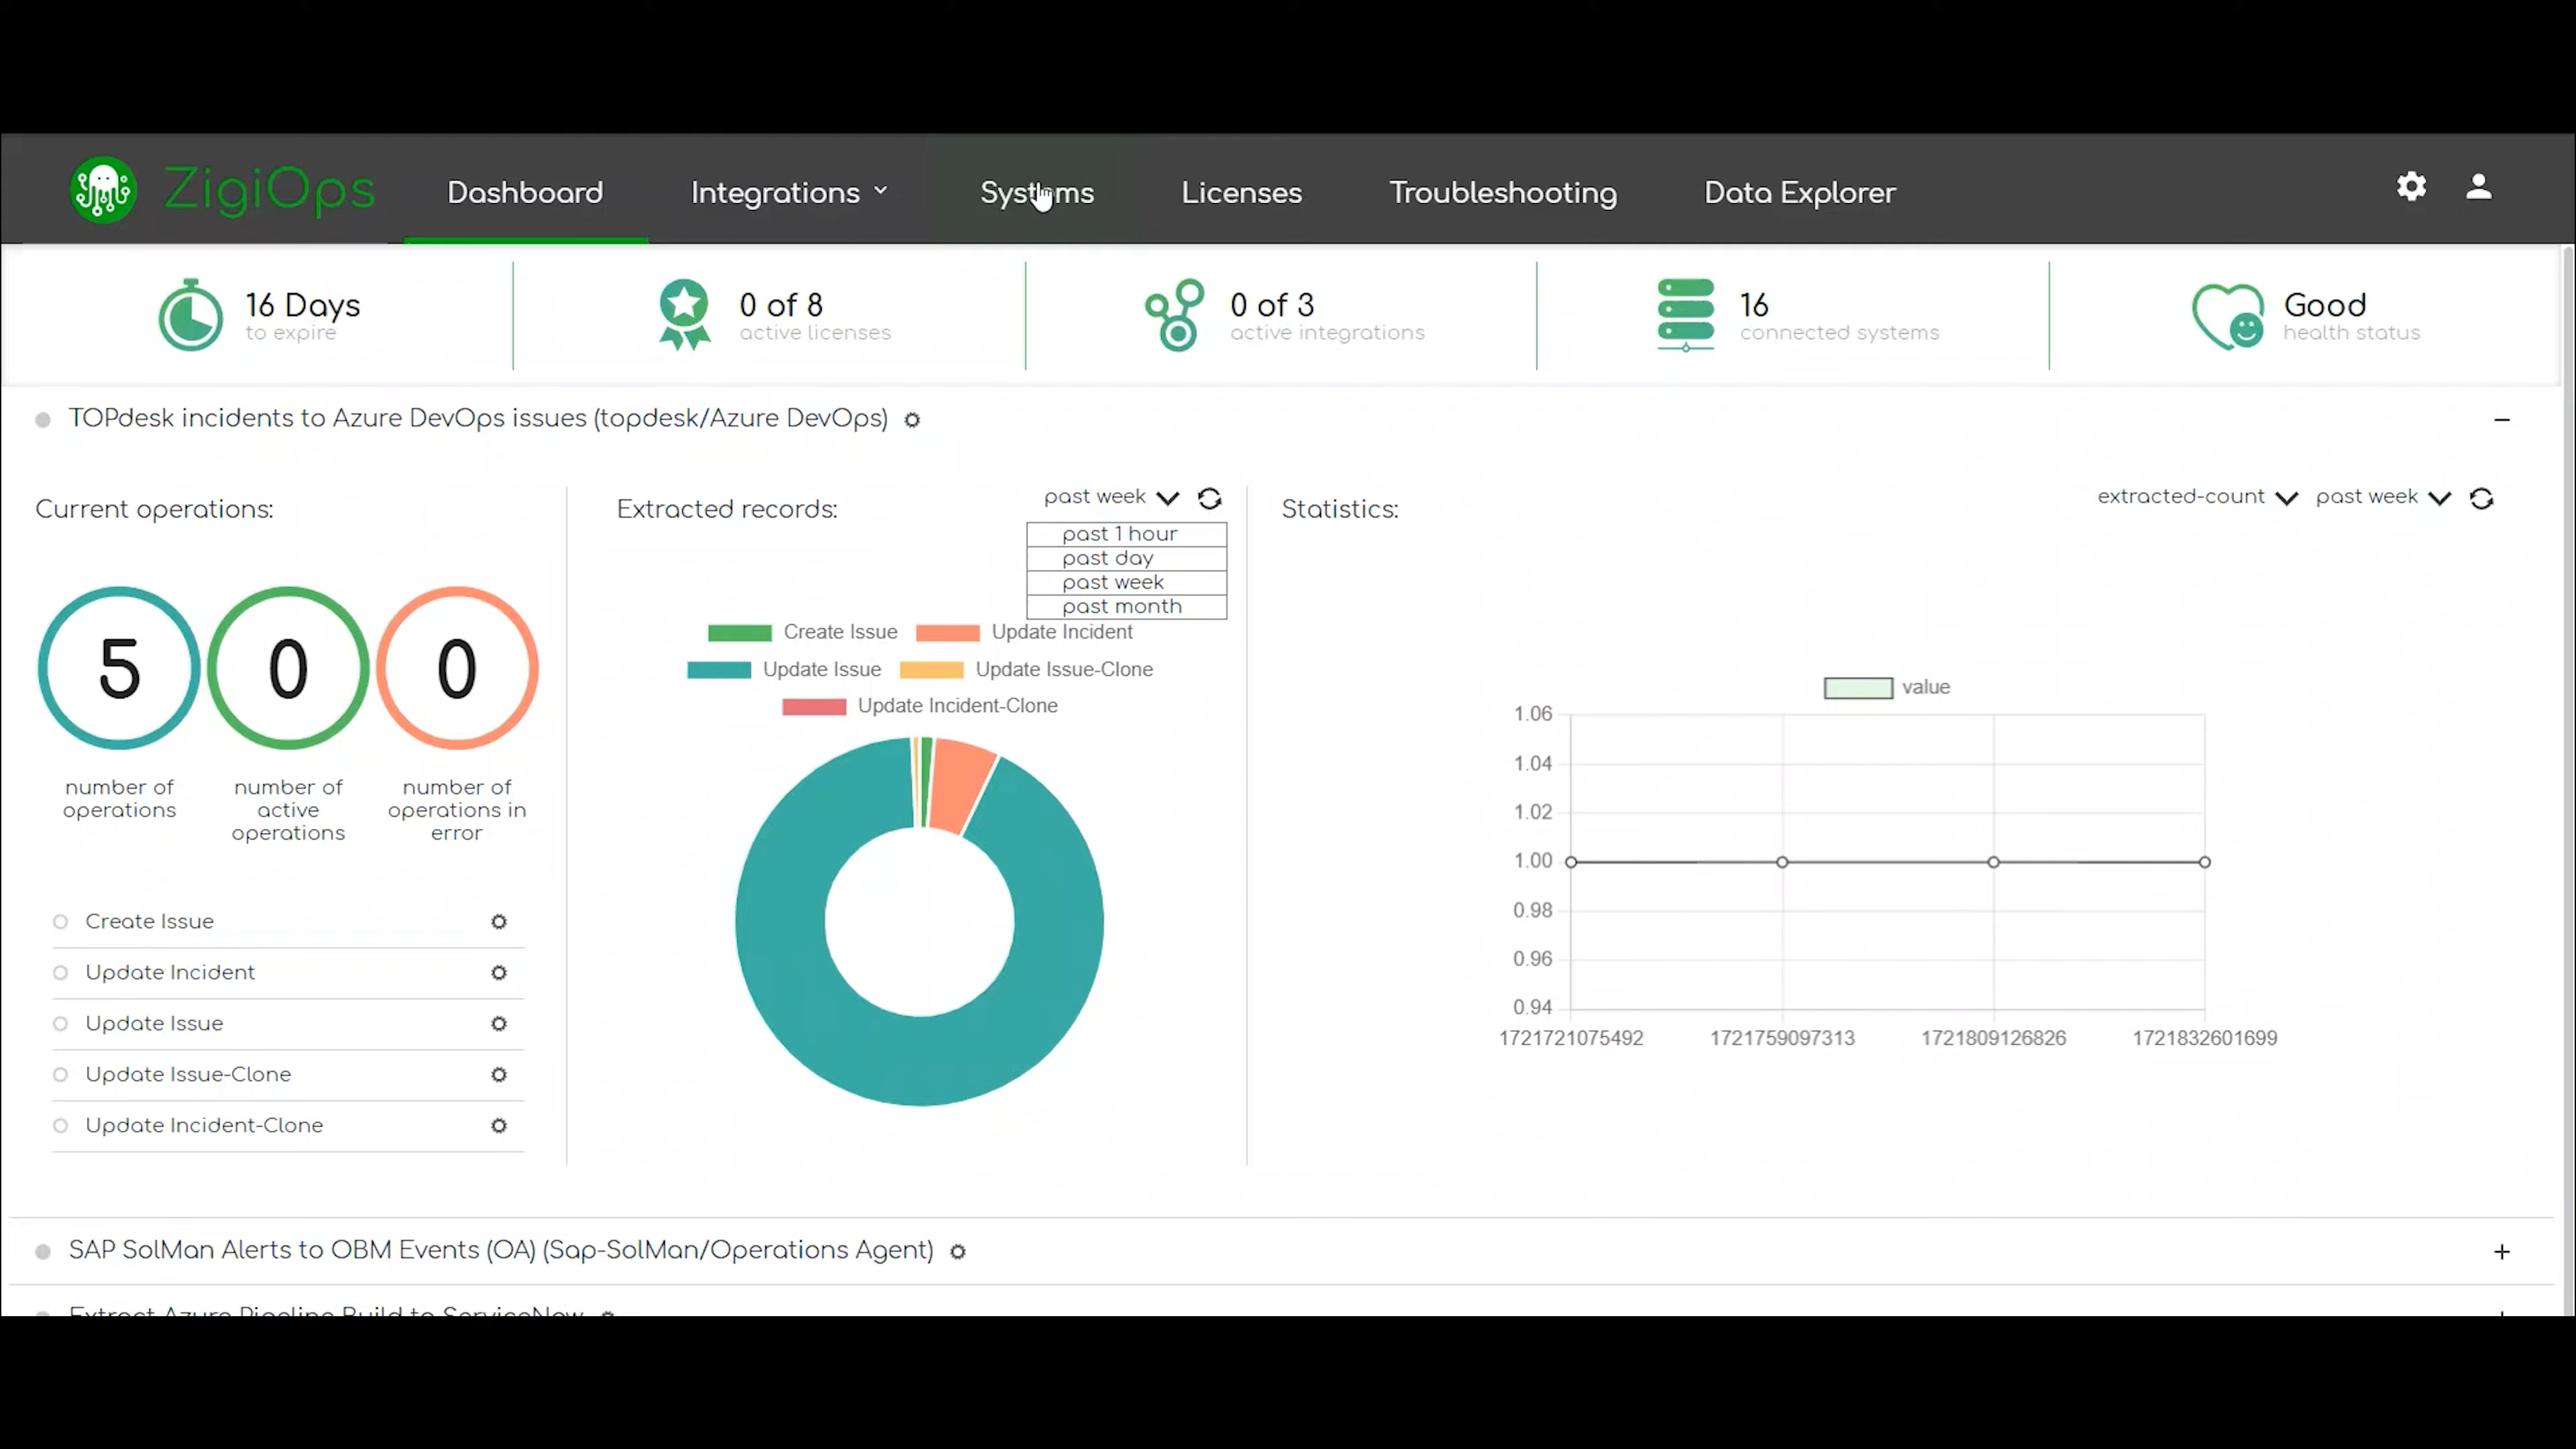 ZigiOps
Dashboard
Integrations
Systems
Licenses
Troubleshooting
Data Explorer
16 Days
to expire
0 of 8
active licenses
0 of 3
active integrations
16
connected systems
Good
health status
TOPdesk incidents to Azure DevOps issues (topdesk/Azure DevOps)
Current operations:
5
0
0
number of
operations
number of
active
operations
number of
operations in
error
Create Issue
Update Incident
Update Issue
Update Issue-Clone
Update Incident-Clone
Extracted records:
past week
past 1 hour
past day
past week
past month
Create Issue
Update Incident
Update Issue
Update Issue-Clone
Update Incident-Clone
Statistics:
extracted-count
past week
value
1.06
1.04
1.02
1.00
0.98
0.96
0.94
1721721075492
1721759097313
1721809126826
1721832601699
SAP SolMan Alerts to OBM Events (OA) (Sap-SolMan/Operations Agent)
Extract Azure Pipeline Build to ServiceNow